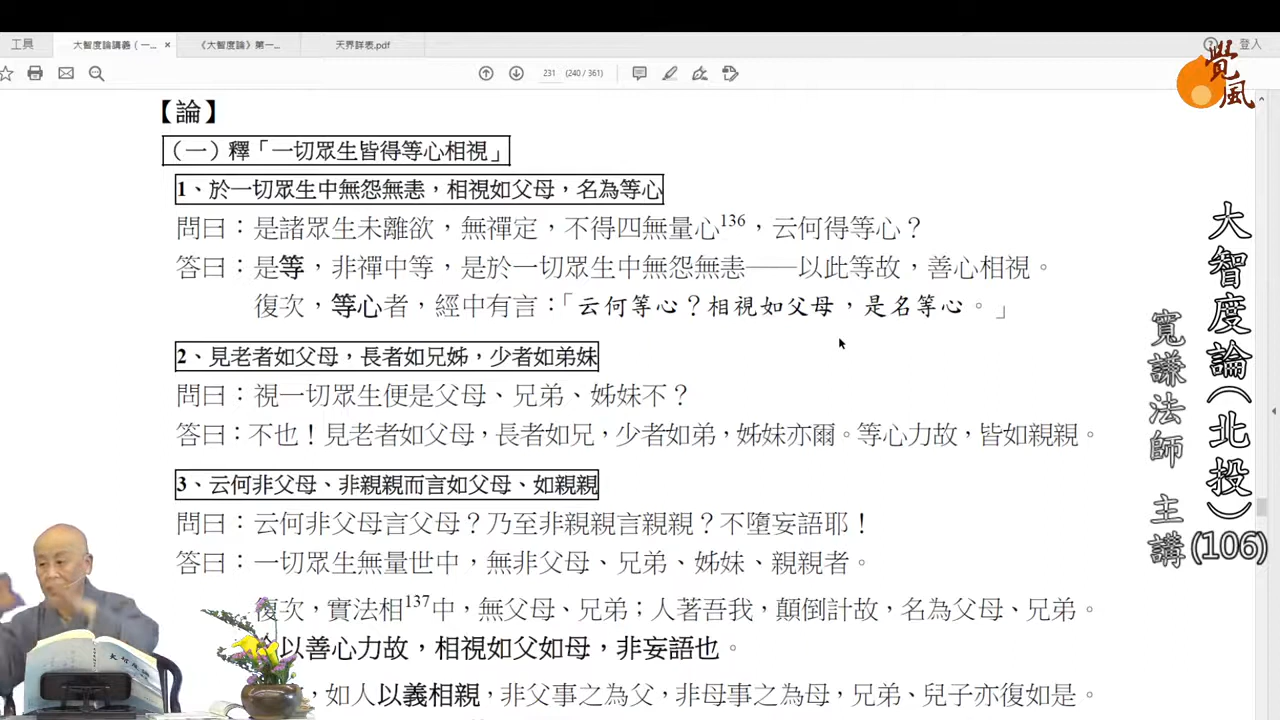 工具
大智度論講義(一... ×
《大智度論》第一...
天界詳表.pdf
登入
231 (240 / 361)
覺風
【論】
（一）釋「一切眾生皆得等心相視」
1、於一切眾生中無怨無恚，相視如父母，名為等心
問曰：是諸眾生未離欲，無禪定，不得四無量心136，云何得等心？
答曰：是等，非禪中等，是於一切眾生中無怨無恚——以此等故，善心相視。
復次，等心者，經中有言：「云何等心？相視如父母，是名等心。」
2、見老者如父母，長者如兄姊，少者如弟妹
問曰：視一切眾生便是父母、兄弟、姊妹不？
答曰：不也！見老者如父母，長者如兄，少者如弟，姊妹亦爾。等心力故，皆如親親。
3、云何非父母、非親親而言如父母、如親親
問曰：云何非父母言父母？乃至非親親言親親？不墮妄語耶！
答曰：一切眾生無量世中，無非父母、兄弟、姊妹、親親者。
復次，實法相137中，無父母、兄弟；人著吾我，顛倒計故，名為父母、兄弟。
以善心力故，相視如父如母，非妄語也。
，如人以義相親，非父事之為父，非母事之為母，兄弟、兒子亦復如是。
大智度論(北投)(106)
寬謙法師 主講